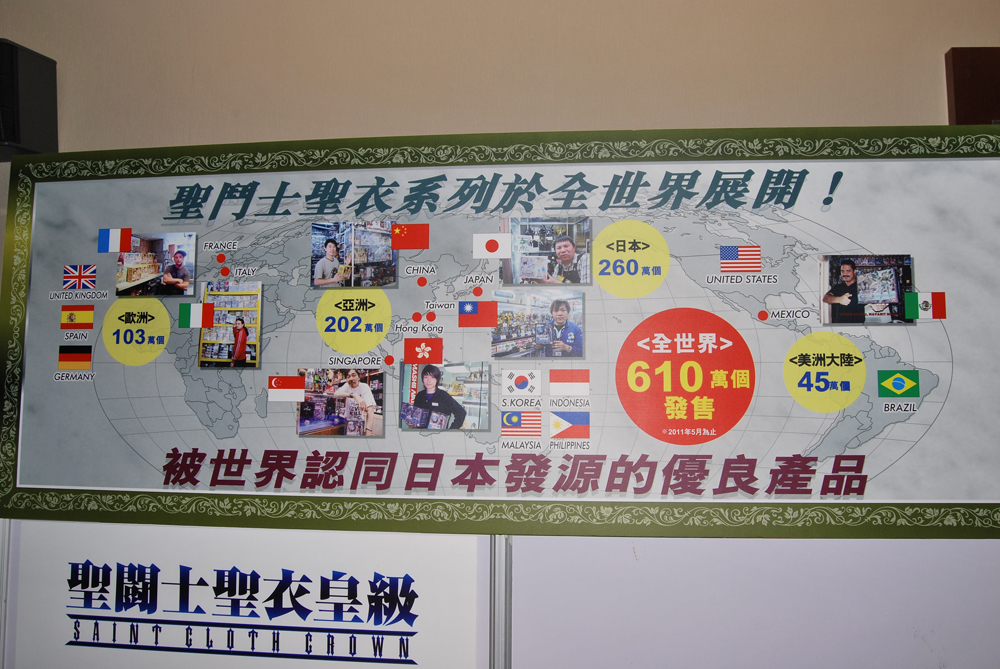 聖鬥士聖衣系列於全世界展開！
FRANCE
ITALY
UNITED KINGDOM
SPAIN
GERMANY
<歐洲>
103萬個
CHINA
<亞洲>
202萬個
JAPAN
Taiwan
Hong Kong
SINGAPORE
<日本>
260萬個
S.KOREA
INDONESIA
MALAYSIA
PHILIPPINES
<全世界>
610萬個
發售
※2011年5月為止
UNITED STATES
MEXICO
<美洲大陸>
45萬個
BRAZIL
被世界認同日本發源的優良產品
聖闘士聖衣皇級
SAINT CLOTH CROWN